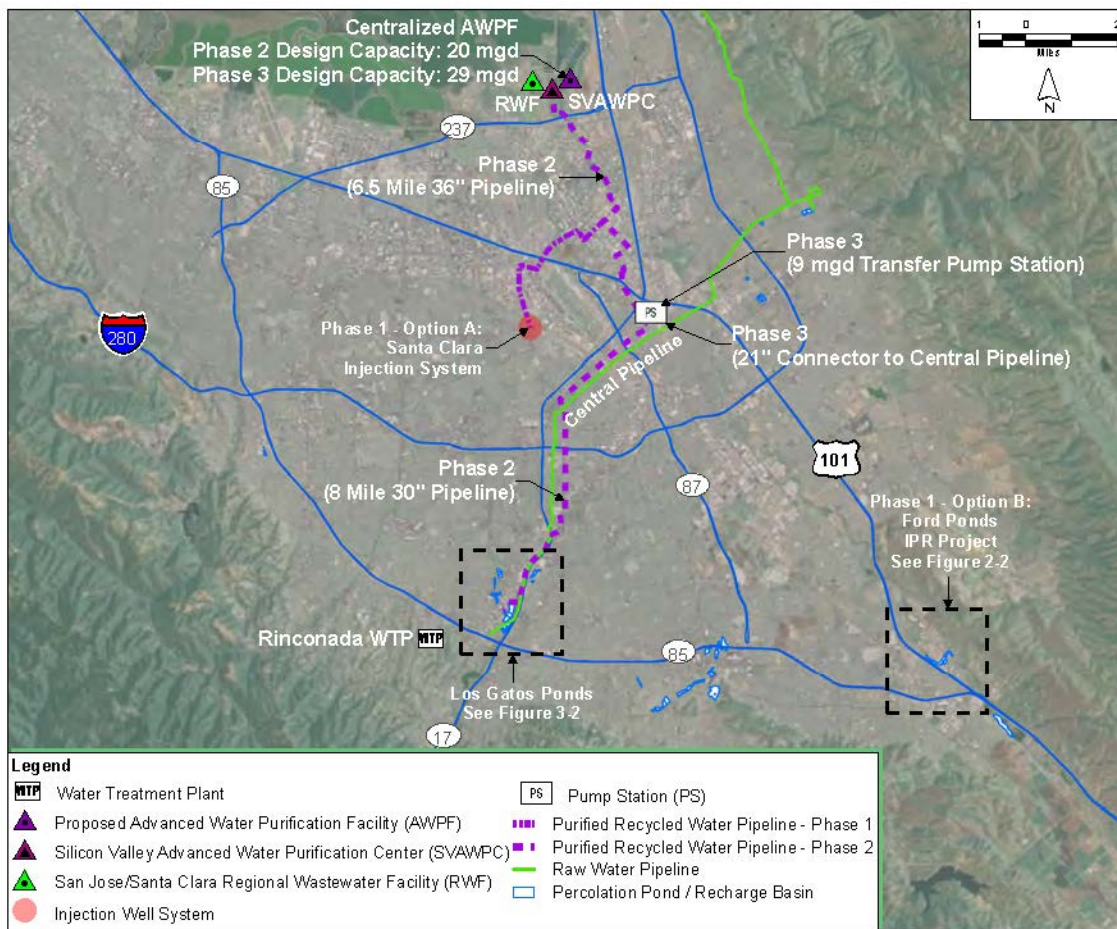 Centralized AWPF
Phase 2 Design Capacity: 20 mgd
Phase 3 Design Capacity: 29 mgd
RWF
SVAWPC
1 0 2
Miles
N
237
85
Phase 2
(6.5 Mile 36" Pipeline)
Phase 3
(9 mgd Transfer Pump Station)
PS
280
Phase 1 - Option A:
Santa Clara
Injection System
Phase 3
(21" Connector to Central Pipeline)
Central Pipeline
101
Phase 2
(8 Mile 30" Pipeline)
87
Phase 1 - Option B:
Ford Ponds
IPR Project
See Figure 2-2
Rinconada WTP
WTP
85
Los Gatos Ponds
See Figure 3-2
17
Legend
WTP Water Treatment Plant
Proposed Advanced Water Purification Facility (AWPF)
Silicon Valley Advanced Water Purification Center (SVAWPC)
San Jose/Santa Clara Regional Wastewater Facility (RWF)
Injection Well System
PS Pump Station (PS)
Purified Recycled Water Pipeline - Phase 1
Purified Recycled Water Pipeline - Phase 2
Raw Water Pipeline
Percolation Pond / Recharge Basin